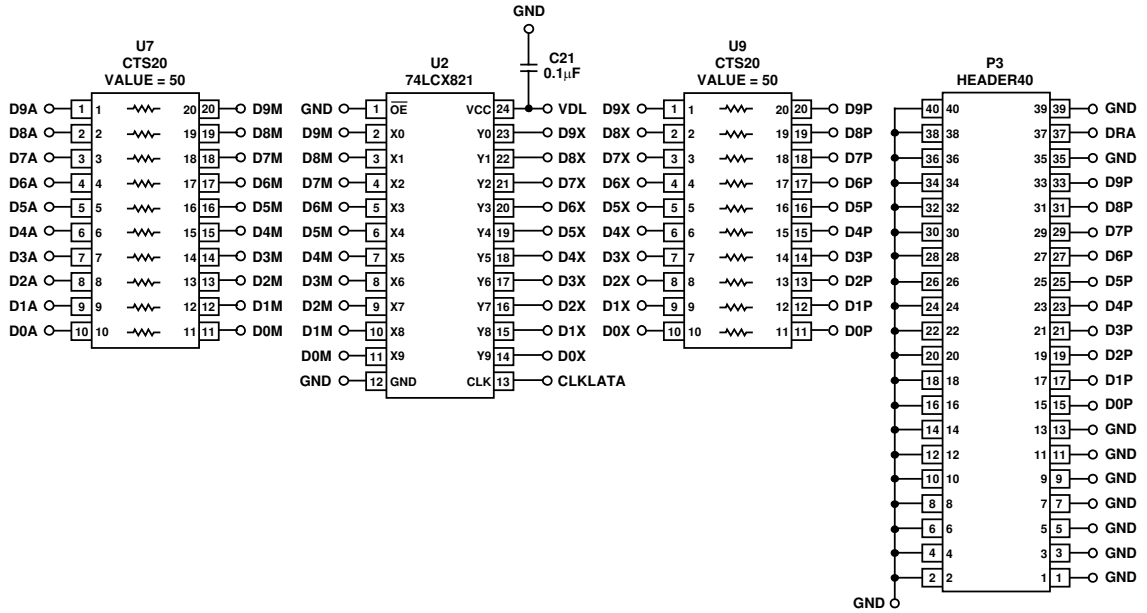 GND
U7
CTS20
VALUE = 50
D9A 1 1 20 20 D9M
D8A 2 2 19 19 D8M
D7A 3 3 18 18 D7M
D6A 4 4 17 17 D6M
D5A 5 5 16 16 D5M
D4A 6 6 15 15 D4M
D3A 7 7 14 14 D3M
D2A 8 8 13 13 D2M
D1A 9 9 12 12 D1M
D0A 10 10 11 11 D0M
U2
74LCX821
C21
0.1μF
GND 1 OE VCC 24 VDL
D9M 2 X0 Y0 23 D9X
D8M 3 X1 Y1 22 D8X
D7M 4 X2 Y2 21 D7X
D6M 5 X3 Y3 20 D6X
D5M 6 X4 Y4 19 D5X
D4M 7 X5 Y5 18 D4X
D3M 8 X6 Y6 17 D3X
D2M 9 X7 Y7 16 D2X
D1M 10 X8 Y8 15 D1X
D0M 11 X9 Y9 14 D0X
GND 12 GND CLK 13 CLKLATA
U9
CTS20
VALUE = 50
D9X 1 1 20 20 D9P
D8X 2 2 19 19 D8P
D7X 3 3 18 18 D7P
D6X 4 4 17 17 D6P
D5X 5 5 16 16 D5P
D4X 6 6 15 15 D4P
D3X 7 7 14 14 D3P
D2X 8 8 13 13 D2P
D1X 9 9 12 12 D1P
D0X 10 10 11 11 D0P
P3
HEADER40
40 40 39 39 GND
38 38 37 37 DRA
36 36 35 35 GND
34 34 33 33 D9P
32 32 31 31 D8P
30 30 29 29 D7P
28 28 27 27 D6P
26 26 25 25 D5P
24 24 23 23 D4P
22 22 21 21 D3P
20 20 19 19 D2P
18 18 17 17 D1P
16 16 15 15 D0P
14 14 13 13 GND
12 12 11 11 GND
10 10 9 9 GND
8 8 7 7 GND
6 6 5 5 GND
4 4 3 3 GND
2 2 1 1 GND
GND